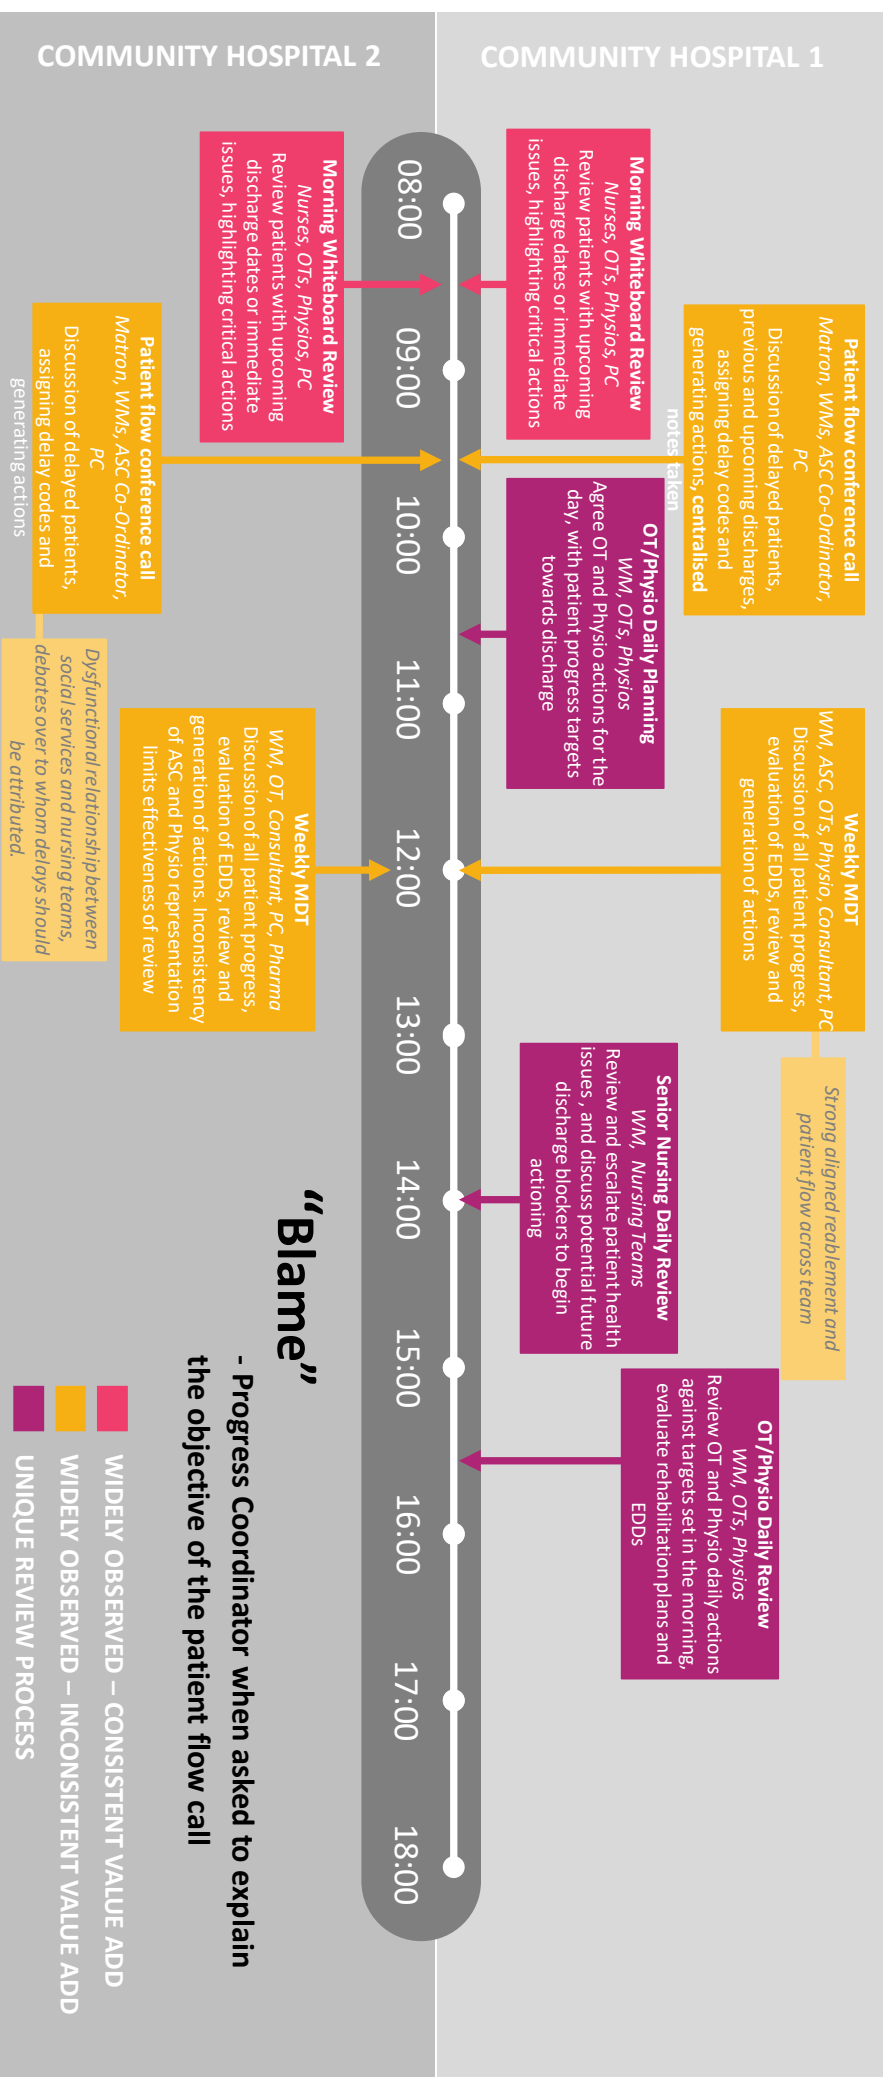 COMMUNITY HOSPITAL 1
Patient flow conference call
Matron, WMs, ASC Co-Ordinator,
PC
Discussion of delayed patients,
previous and upcoming discharges,
assigning delay codes and
generating actions, centralised
notes taken
Weekly MDT
WM, ASC, OTs, Physio, Consultant, PC
Discussion of all patient progress,
evaluation of EDDs, review and
generation of actions
Strong aligned reablement and
patient flow across team
Morning Whiteboard Review
Nurses, OTs, Physios, PC
Review patients with upcoming
discharge dates or immediate
issues, highlighting critical actions
OT/Physio Daily Planning
WM, OTs, Physios
Agree OT and Physio actions for the
day, with patient progress targets
towards discharge
Senior Nursing Daily Review
WM, Nursing Teams
Review and escalate patient health
issues , and discuss potential future
discharge blockers to begin
actioning
OT/Physio Daily Review
WM, OTs, Physios
Review OT and Physio daily actions
against targets set in the morning,
evaluate rehabilitation plans and
EDDs
08:00
09:00
10:00
11:00
12:00
13:00
14:00
15:00
16:00
17:00
18:00
COMMUNITY HOSPITAL 2
Morning Whiteboard Review
Nurses, OTs, Physios, PC
Review patients with upcoming
discharge dates or immediate
issues, highlighting critical actions
Patient flow conference call
Matron, WMs, ASC Co-Ordinator,
PC
Discussion of delayed patients,
assigning delay codes and
generating actions
Dysfunctional relationship between
social services and nursing teams,
debates over to whom delays should
be attributed.
Weekly MDT
WM, OT, Consultant, PC, Pharma
Discussion of all patient progress,
evaluation of EDDs, review and
generation of actions. Inconsistency
of ASC and Physio representation
limits effectiveness of review
“Blame”
- Progress Coordinator when asked to explain
the objective of the patient flow call
WIDELY OBSERVED – CONSISTENT VALUE ADD
WIDELY OBSERVED – INCONSISTENT VALUE ADD
UNIQUE REVIEW PROCESS